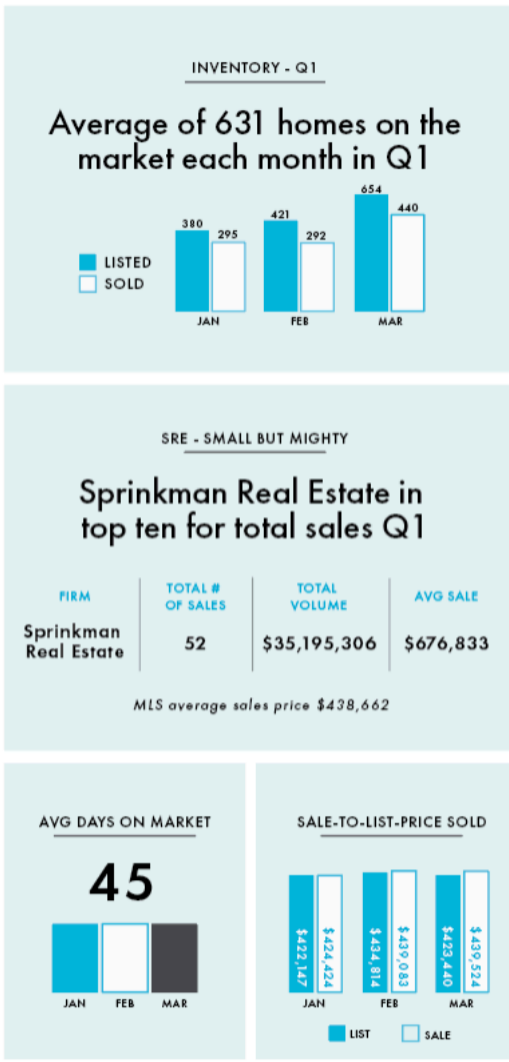 INVENTORY - Q1
Average of 631 homes on the
market each month in Q1
654
440
421
380
295
292
LISTED
SOLD
JAN
FEB
MAR
SRE - SMALL BUT MIGHTY
Sprinkman Real Estate in
top ten for total sales Q1
FIRM
TOTAL #
OF SALES
TOTAL
VOLUME
AVG SALE
Sprinkman
Real Estate
52
$35,195,306
$676,833
MLS average sales price $438,662
AVG DAYS ON MARKET
45
JAN
FEB
MAR
SALE-TO-LIST-PRICE SOLD
$422,147
$424,424
$434,814
$439,083
$423,440
$439,524
JAN
FEB
MAR
LIST
SALE